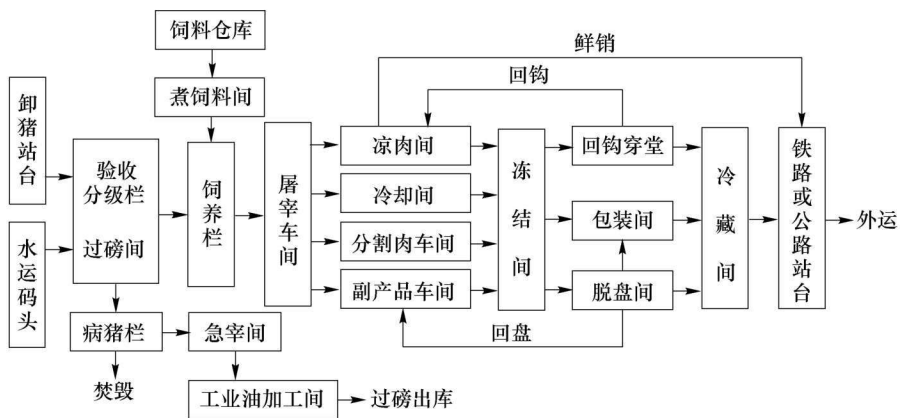 饲料仓库
煮饲料间
卸猪站台
水运码头
验收
分级栏
过磅间
饲养栏
屠宰车间
鲜销
回钩
凉肉间
冷却间
分割肉车间
副产品车间
冻结间
回钩穿堂
包装间
脱盘间
回盘
冷藏间
铁路或公路站台
外运
病猪栏
急宰间
焚毁
工业油加工间
过磅出库